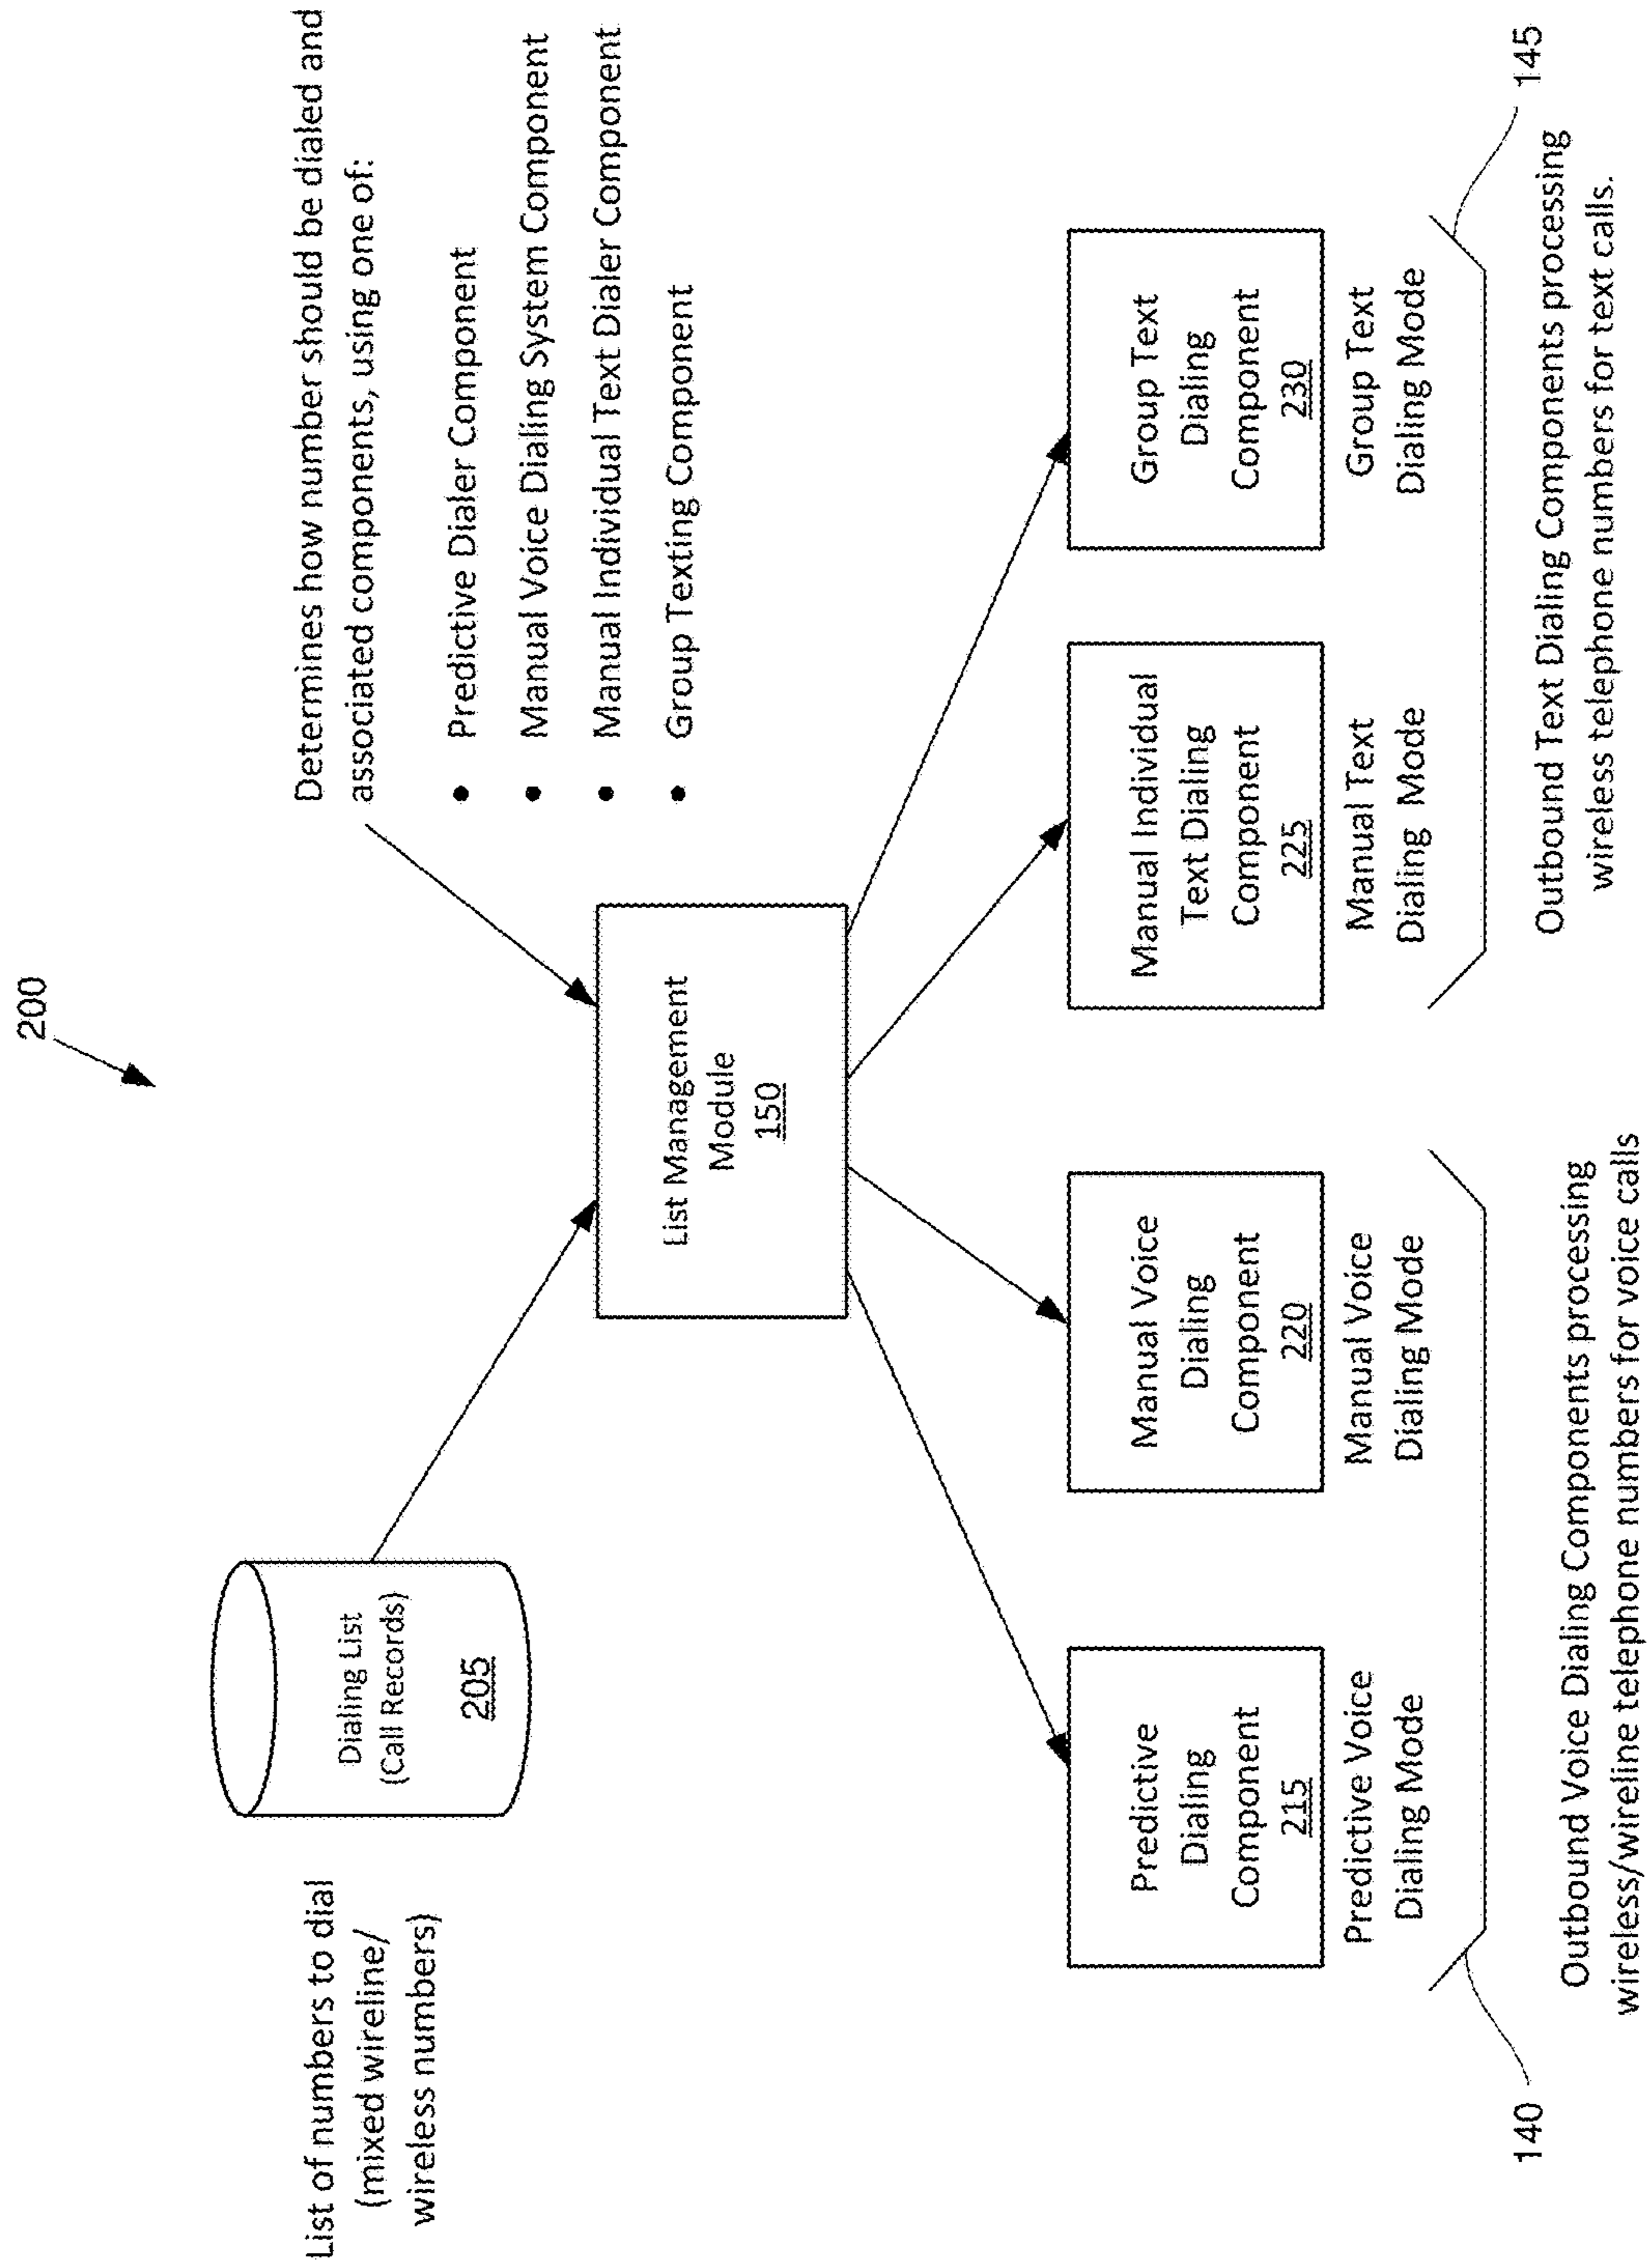 200
List of numbers to dial
(mixed wireline/
wireless numbers)
Dialing List
(Call Records)
205
Determines how number should be dialed and
associated components, using one of:
• Predictive Dialer Component
• Manual Voice Dialing System Component
• Manual Individual Text Dialer Component
• Group Texting Component
List Management
Module
150
Predictive
Dialing
Component
215
Manual Voice
Dialing
Component
220
Manual Individual
Text Dialing
Component
225
Group Text
Dialing
Component
230
Predictive Voice
Dialing Mode
Manual Voice
Dialing Mode
Manual Text
Dialing Mode
Group Text
Dialing Mode
140
Outbound Voice Dialing Components processing
wireless/wireline telephone numbers for voice calls
145
Outbound Text Dialing Components processing
wireless telephone numbers for text calls.